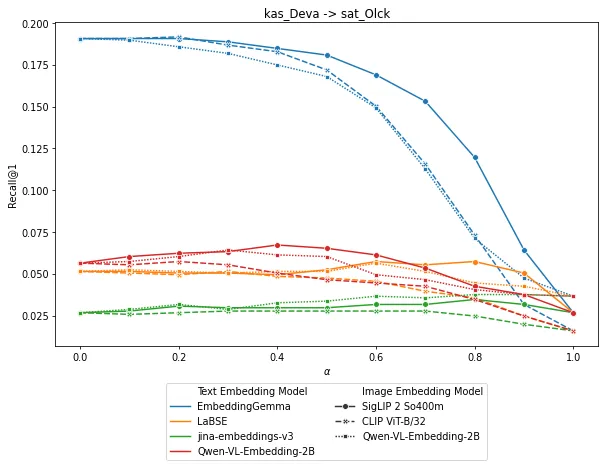 kas_Deva -> sat_Olck
0.200
0.175
0.150
0.125
0.100
0.075
0.050
0.025
Recall@1
0.0 0.2 0.4 0.6 0.8 1.0
α
Text Embedding Model
EmbeddingGemma
LaBSE
jina-embeddings-v3
Qwen-VL-Embedding-2B
Image Embedding Model
SigLIP 2 So400m
CLIP ViT-B/32
Qwen-VL-Embedding-2B